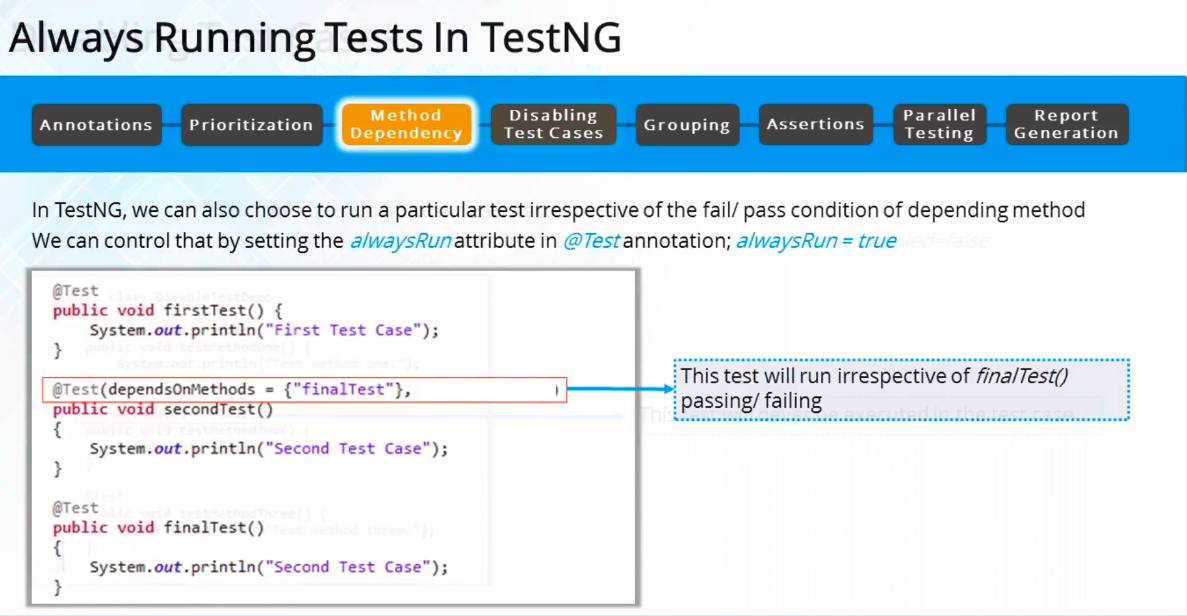 Always Running Tests In TestNG
Annotations
Prioritization
Method
Dependency
Disabling
Test Cases
Grouping
Assertions
Parallel
Testing
Report
Generation
In TestNG, we can also choose to run a particular test irrespective of the fail/ pass condition of depending method
We can control that by setting the alwaysRun attribute in @Test annotation; alwaysRun = true
@Test
public void firstTest() {
System.out.println("First Test Case");
}
@Test(dependsOnMethods = {"finalTest"}, )
public void secondTest()
{
System.out.println("Second Test Case");
}
@Test
public void finalTest()
{
System.out.println("Second Test Case");
}
This test will run irrespective of finalTest()
passing/ failing